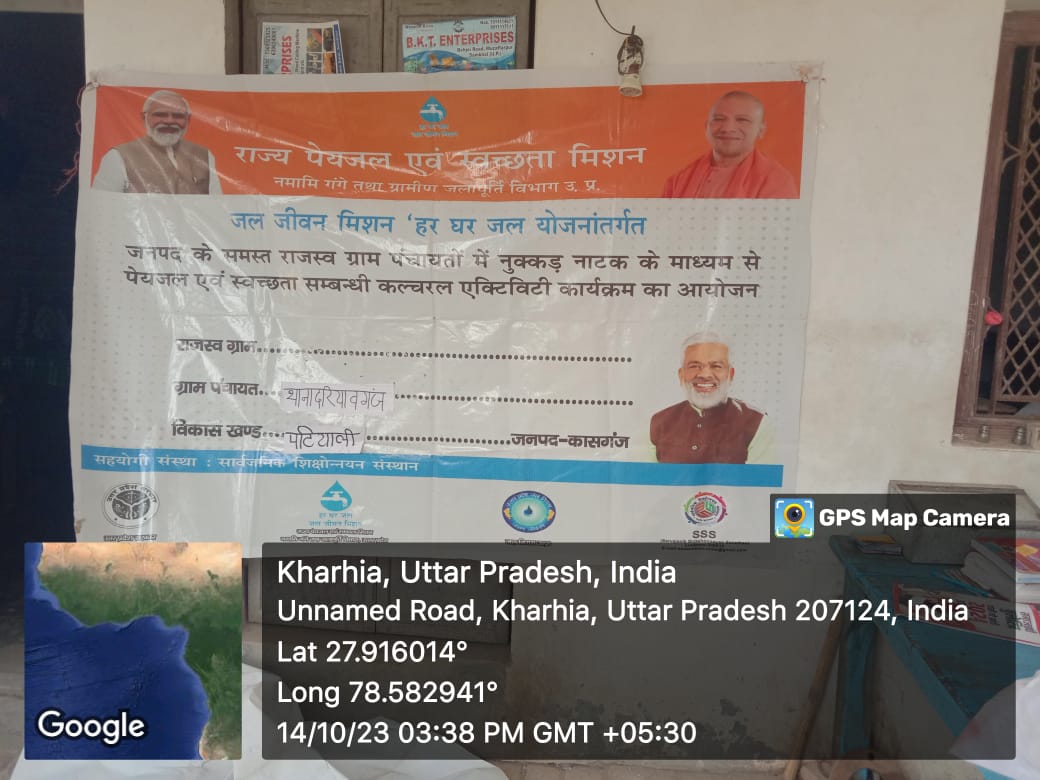 B.K.T. ENTERPRISES
राज्य पेयजल एवं स्वच्छता मिशन
नमामि गंगे तथा ग्रामीण जलापूर्ति विभाग उ. प्र.
जल जीवन मिशन 'हर घर जल योजनांतर्गत
जनपद के समस्त राजस्व ग्राम पंचायतों में नुक्कड़ नाटक के माध्यम से
पेयजल एवं स्वच्छता सम्बन्धी कल्चरल एक्टिविटी कार्यक्रम का आयोजन
राजस्व ग्राम
ग्राम पंचायत.... थानादरियावगंज
विकास खण्ड.... पटियाली ....जनपद-कासगंज
सहयोगी संस्था : सार्वजनिक शिक्षोन्नयन संस्थान
हर घर जल
जल जीवन मिशन
SSS
GPS Map Camera
Kharhia, Uttar Pradesh, India
Unnamed Road, Kharhia, Uttar Pradesh 207124, India
Lat 27.916014°
Long 78.582941°
14/10/23 03:38 PM GMT +05:30
Google